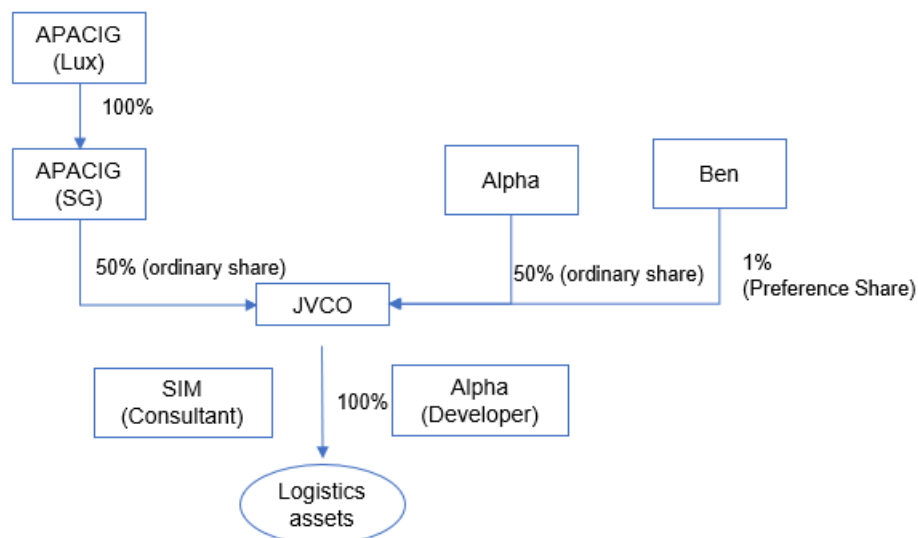 APACIG
(Lux)
100%
APACIG
(SG)
Alpha
Ben
50% (ordinary share)
50% (ordinary share)
1%
(Preference Share)
JVCO
SIM
(Consultant)
100%
Alpha
(Developer)
Logistics
assets